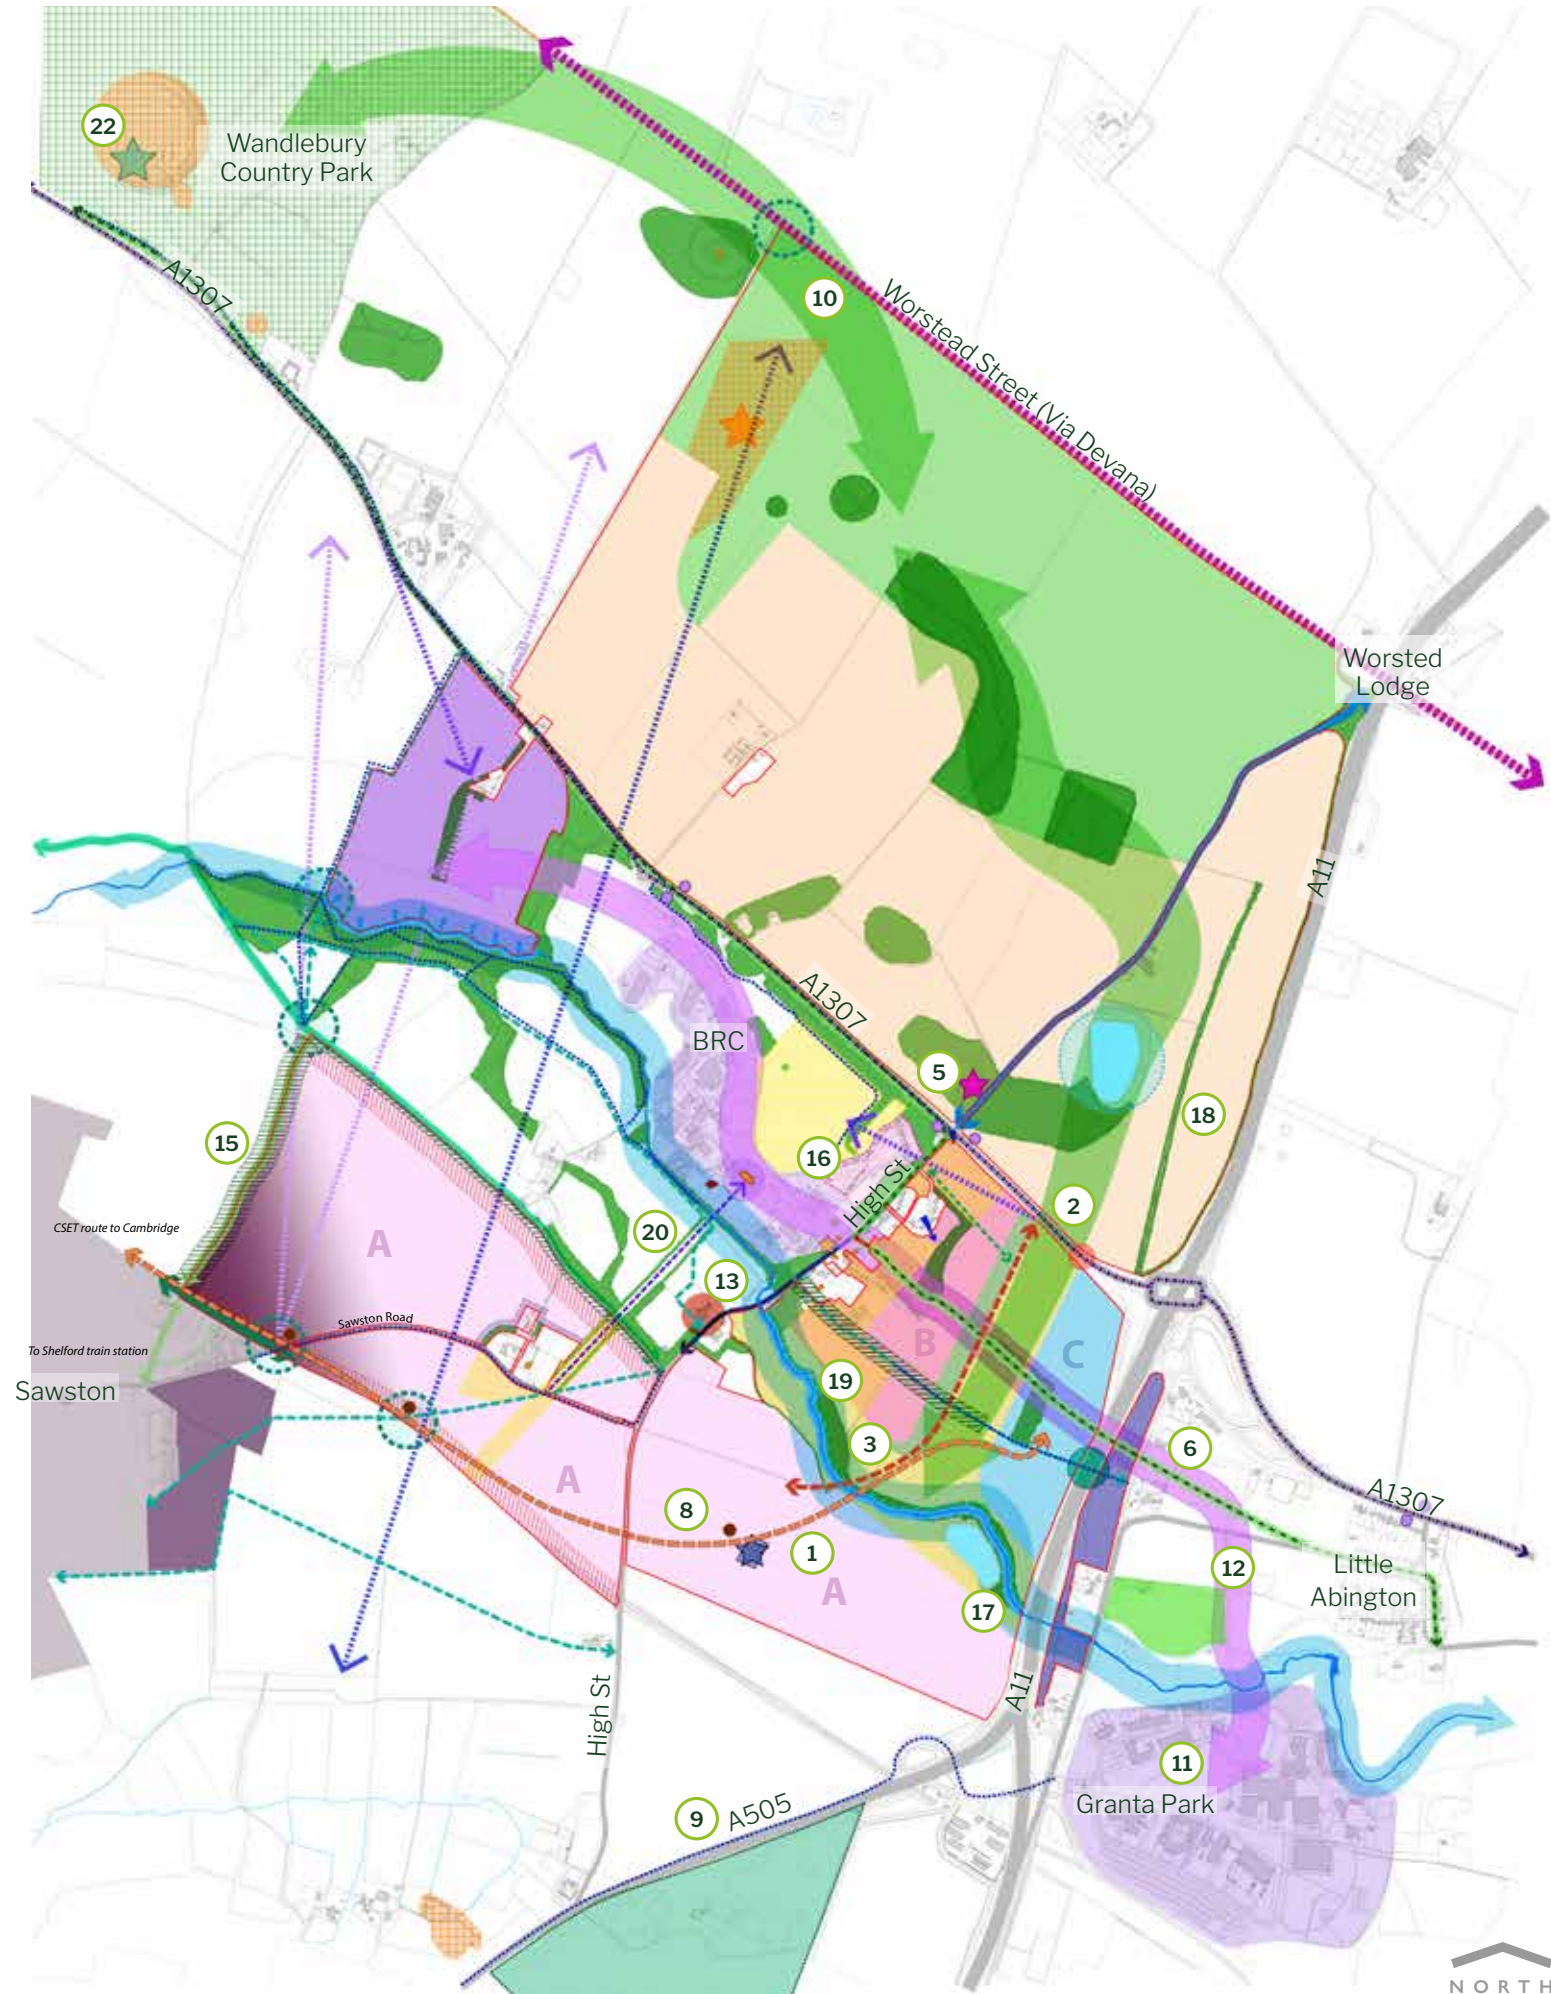 22
Wandlebury
Country Park
A1307
10
Worstead Street (Via Devana)
Worsted
Lodge
A11
A1307
BRC
5
18
15
16
High St
2
CSET route to Cambridge
A
20
13
Sawston Road
To Shelford train station
B
C
Sawston
19
3
6
A
8
A1307
1
12
Little
Abington
A
17
A11
High St
11
Granta Park
9
A505
NORTH